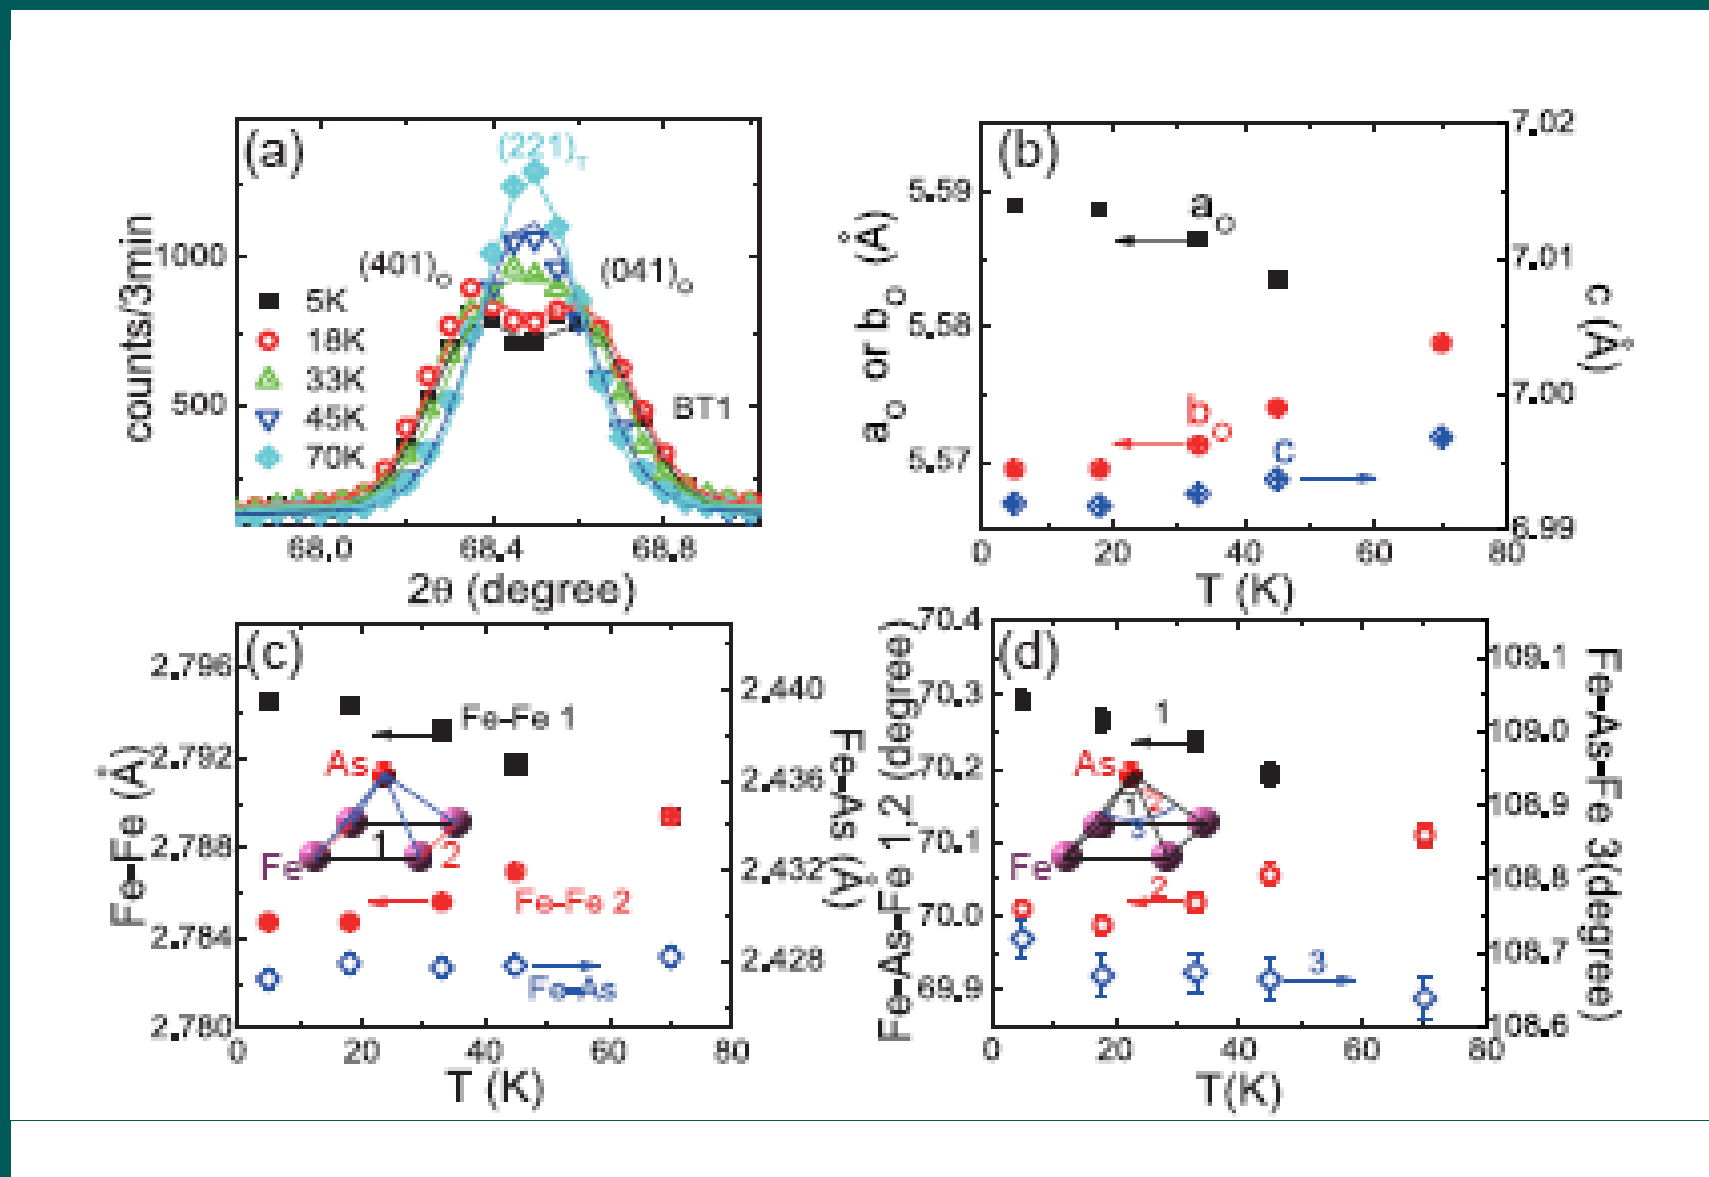 (a)
(221)T
(401)O
(041)O
5K
18K
33K
45K
70K
BT1
1000
500
counts/3min
68.0 68.4 68.8
2θ (degree)
(b)
5.59
5.58
5.57
aO or bO (Å)
aO
bO
c
7.02
7.01
7.00
6.99
c (Å)
0 20 40 60 80
T (K)
(c)
2.796
2.792
2.788
2.784
2.780
Fe-Fe (Å)
Fe-Fe 1
As
1
2
Fe
Fe-Fe 2
Fe-As
2.440
2.436
2.432
2.428
Fe-As (Å)
0 20 40 60 80
T (K)
(d)
70.4
70.3
70.2
70.1
70.0
69.9
Fe-As-Fe 1,2 (degree)
1
As
1
2
3
Fe
2
3
109.1
109.0
108.9
108.8
108.7
108.6
Fe-As-Fe 3(degree)
0 20 40 60 80
T(K)